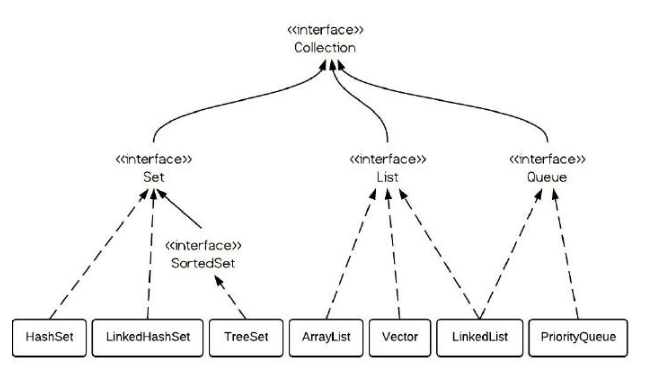 <<interface>>
Collection
<<interface>>
Set
<<interface>>
List
<<interface>>
Queue
<<interface>>
SortedSet
HashSet
LinkedHashSet
TreeSet
ArrayList
Vector
LinkedList
PriorityQueue